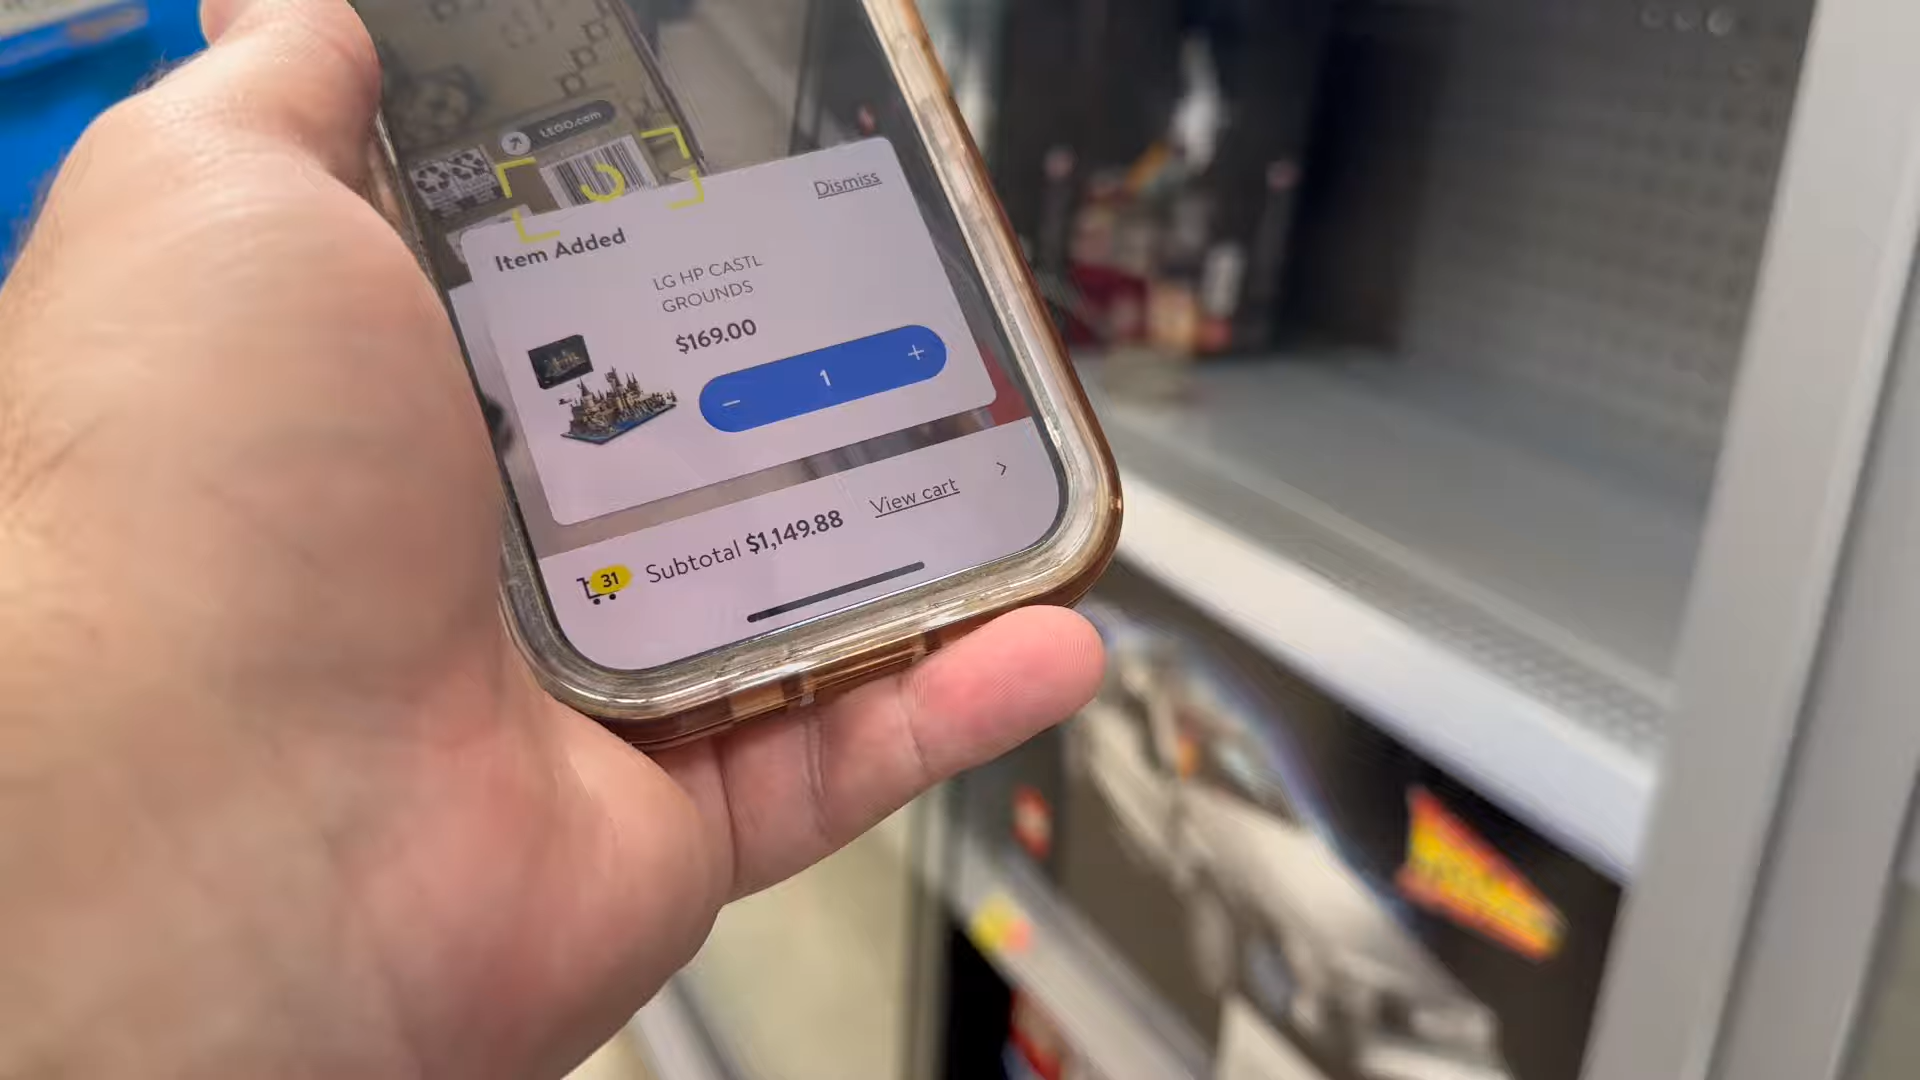 LEGO.com
Dismiss
Item Added
LG HP CASTL
GROUNDS
$169.00
− 1 +
31 Subtotal $1,149.88 View cart >